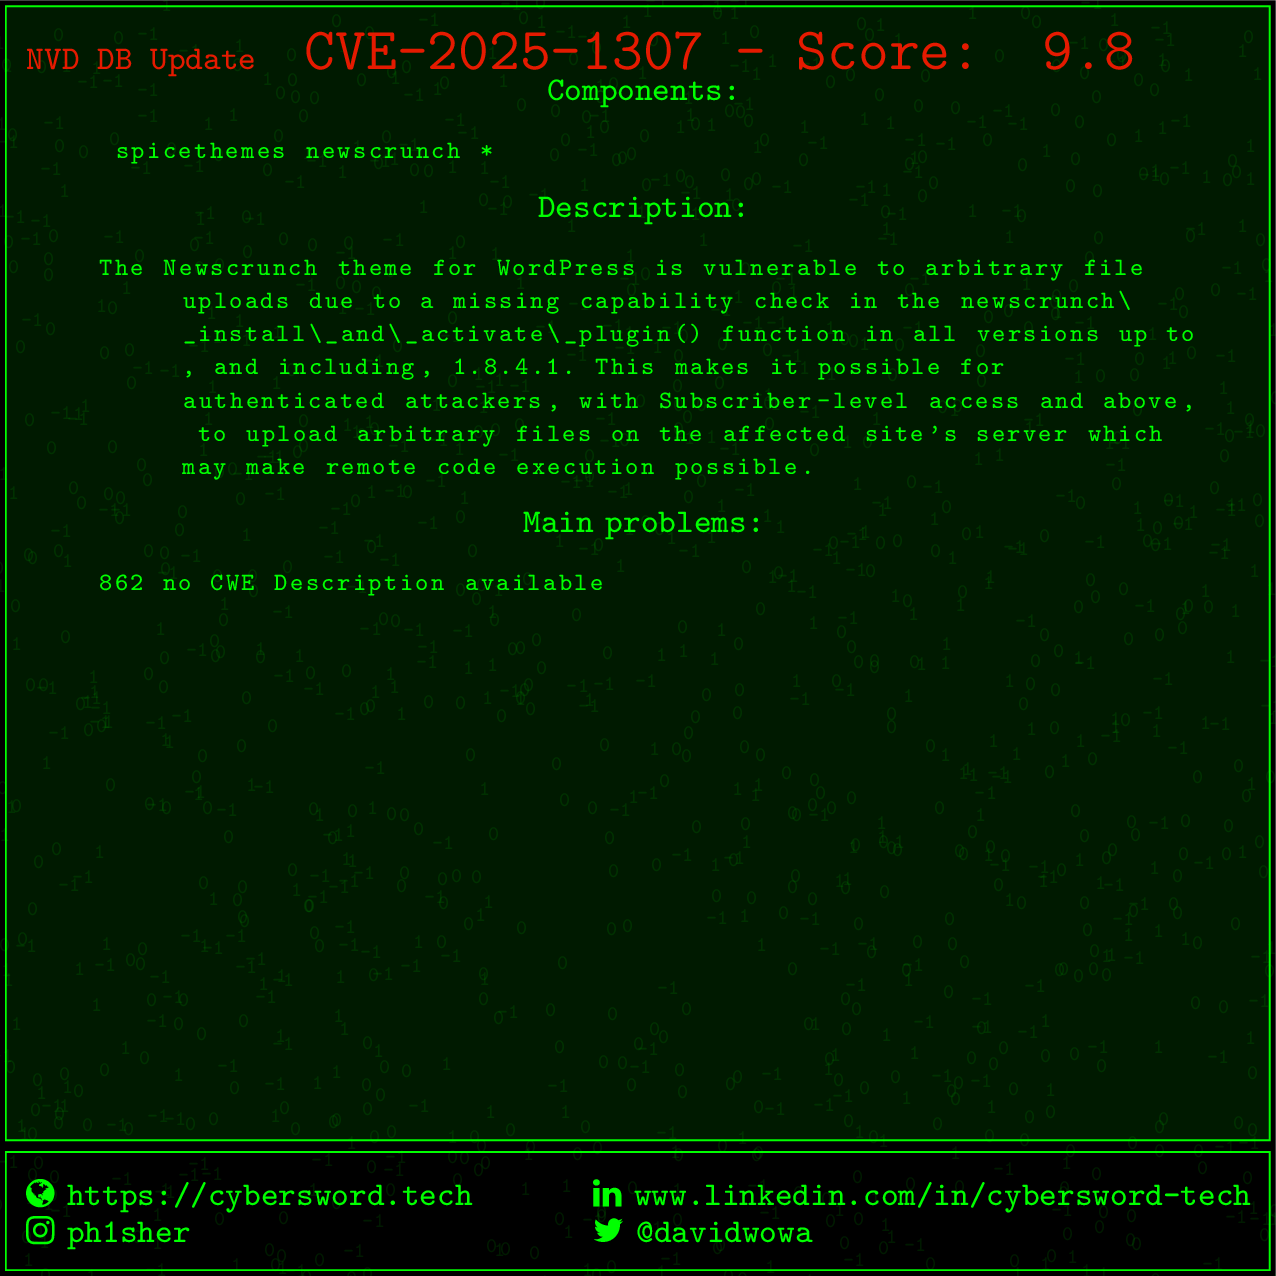 NVD DB Update CVE-2025-1307 - Score: 9.8
Components:
spicethemes newscrunch *
Description:
The Newscrunch theme for WordPress is vulnerable to arbitrary file
uploads due to a missing capability check in the newscrunch\
_install\_and\_activate\_plugin() function in all versions up to
, and including, 1.8.4.1. This makes it possible for
authenticated attackers, with Subscriber-level access and above,
to upload arbitrary files on the affected site's server which
may make remote code execution possible.
Main problems:
862 no CWE Description available
https://cybersword.tech www.linkedin.com/in/cybersword-tech
ph1sher @davidwowa